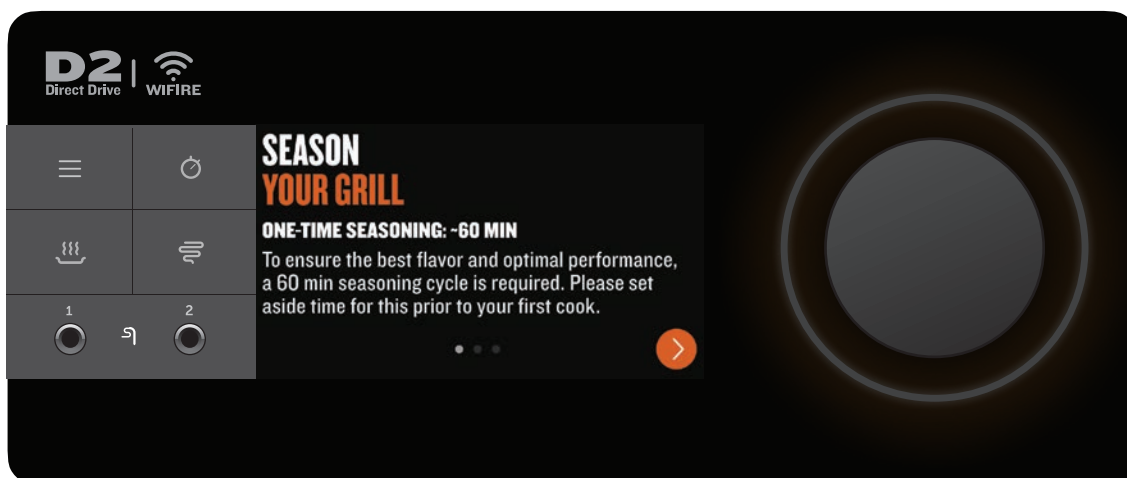 D2
Direct Drive
WIFIRE
SEASON
YOUR GRILL
ONE-TIME SEASONING: ~60 MIN
To ensure the best flavor and optimal performance,
a 60 min seasoning cycle is required. Please set
aside time for this prior to your first cook.
1
2